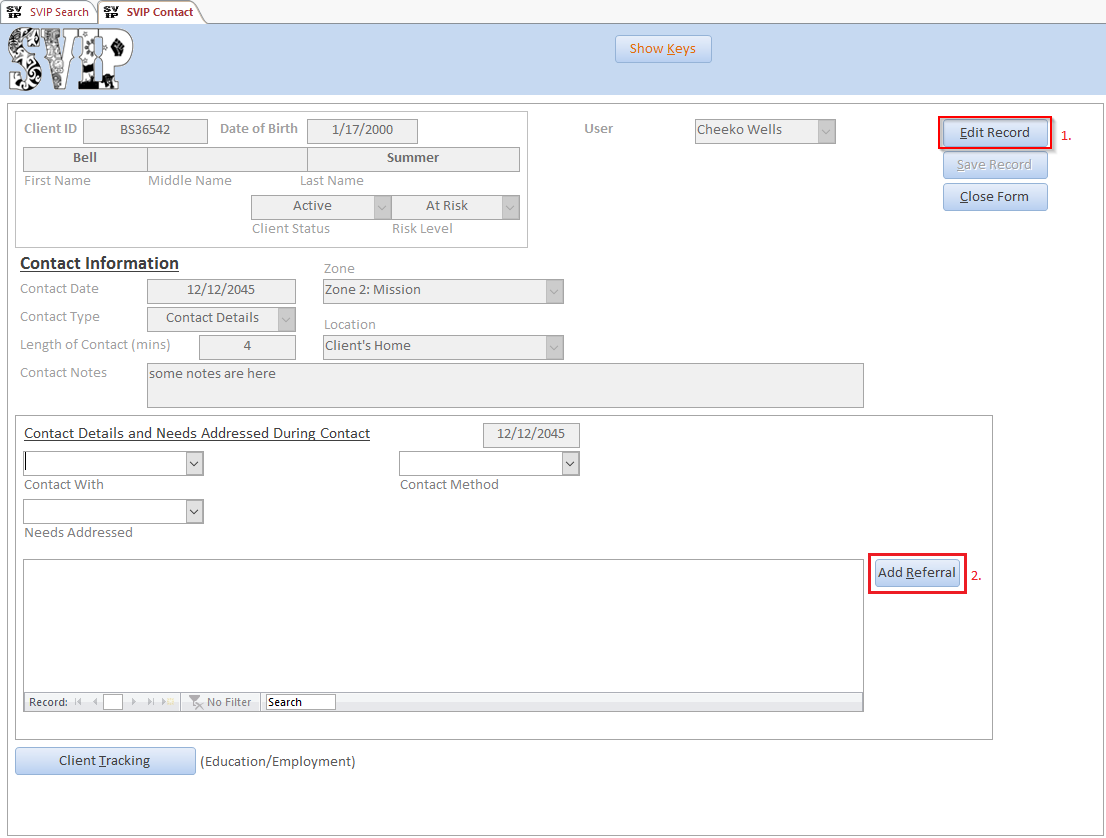 SVIP SVIP Search SVIP SVIP Contact
SVIP
Show Keys
Client ID BS36542 Date of Birth 1/17/2000 User Cheeko Wells Edit Record 1.
Bell Summer
First Name Middle Name Last Name
Save Record
Close Form
Active At Risk
Client Status Risk Level
Contact Information
Zone
Contact Date 12/12/2045 Zone 2: Mission
Contact Type Contact Details
Location
Length of Contact (mins) 4 Client's Home
Contact Notes some notes are here
Contact Details and Needs Addressed During Contact 12/12/2045
Contact With Contact Method
Needs Addressed
Add Referral 2.
Record: No Filter Search
Client Tracking (Education/Employment)